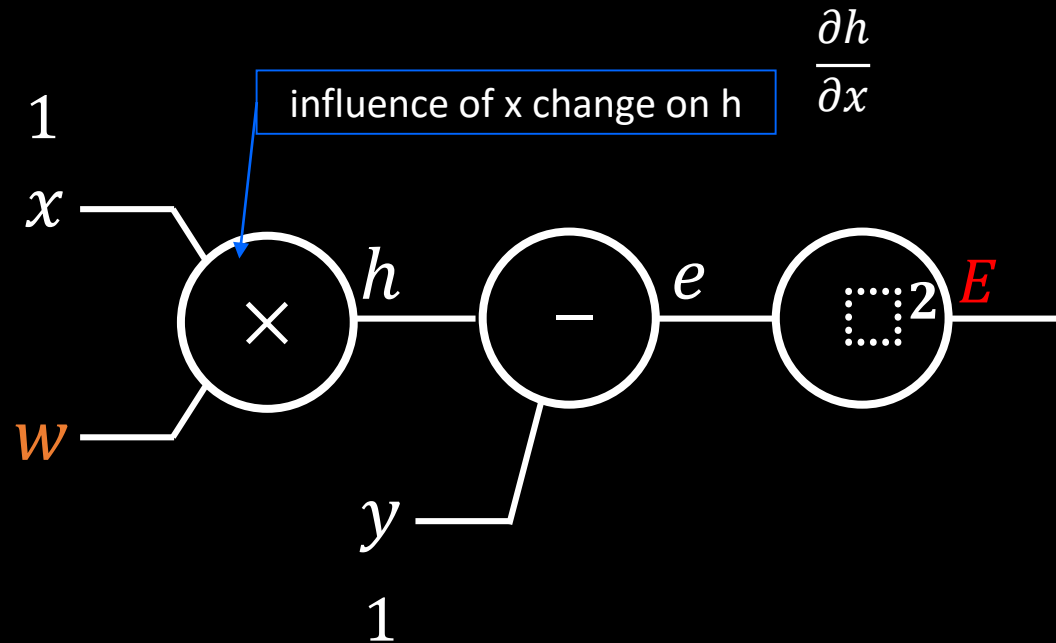 ∂h
∂x
influence of x change on h
1
x
h
e
E
×
−
2
w
y
1